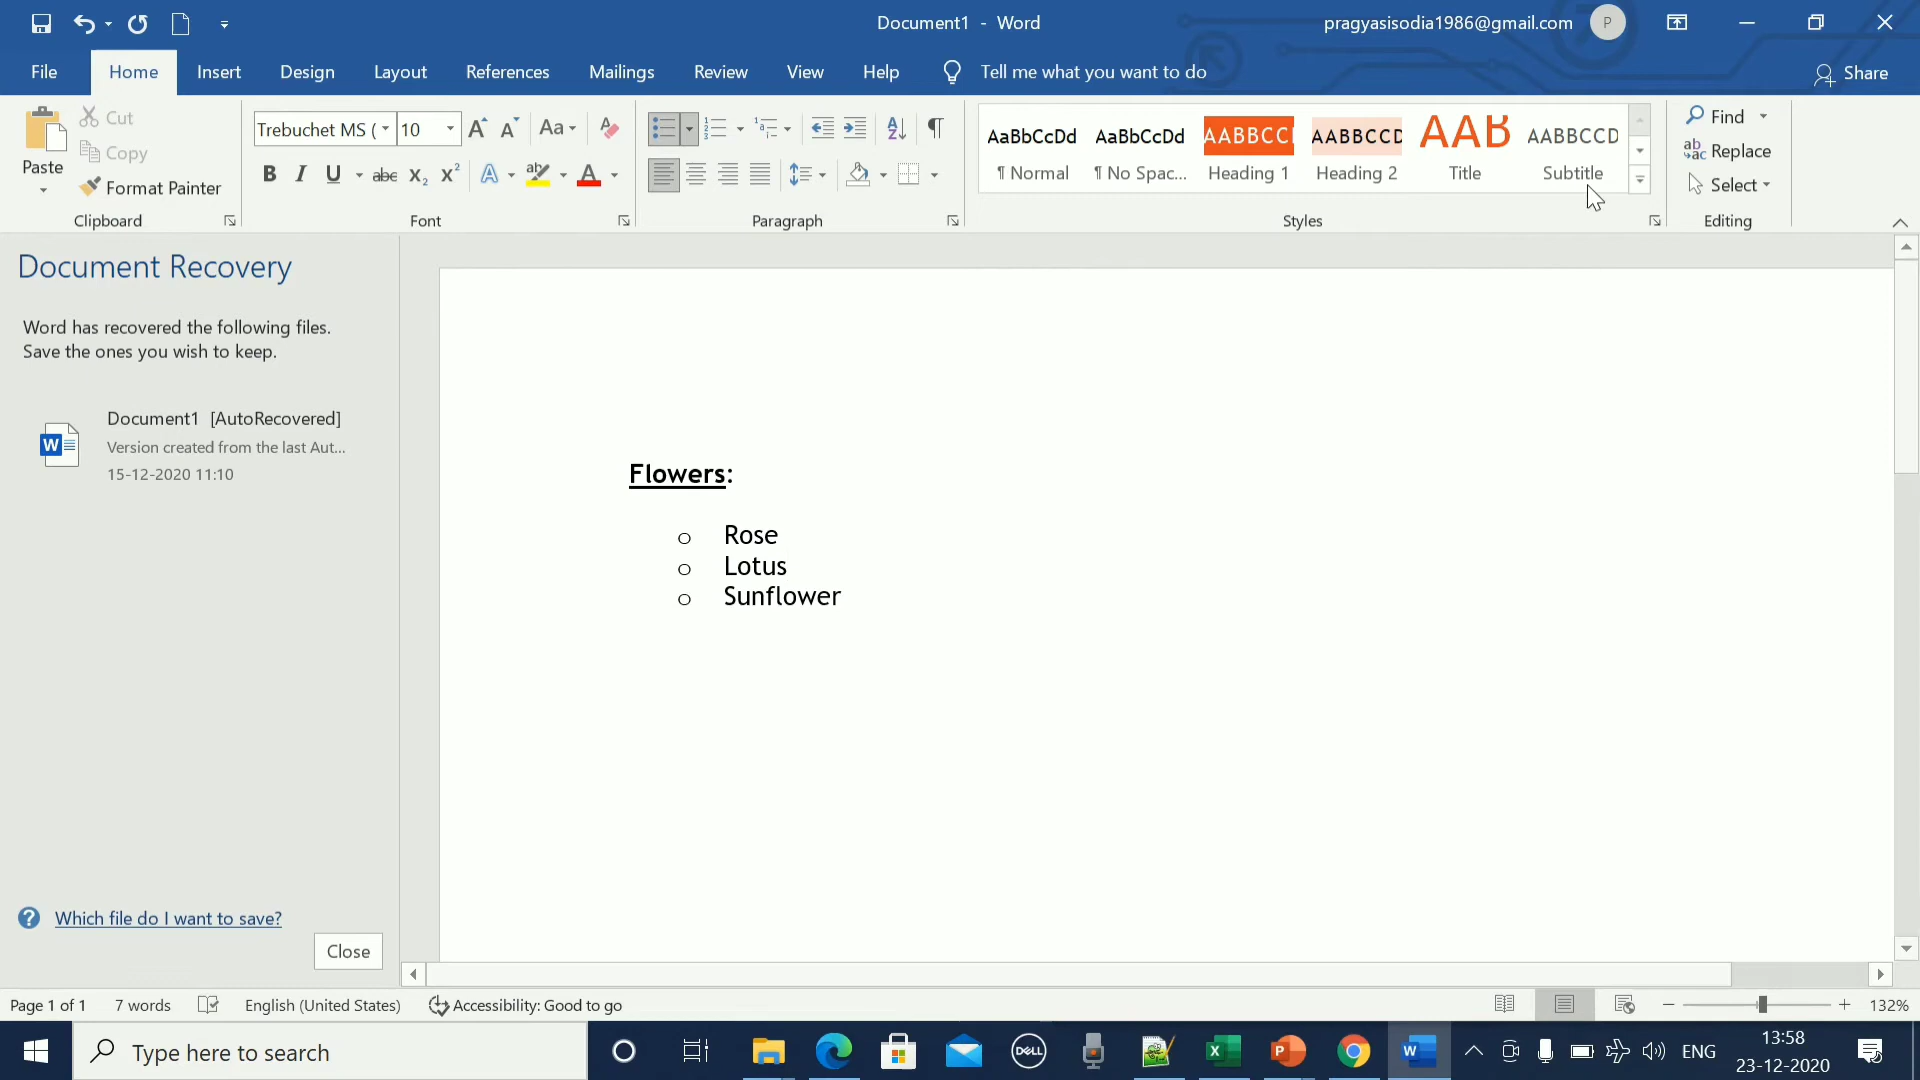 Document1 - Word
pragyasisodia1986@gmail.com
P
File Home Insert Design Layout References Mailings Review View Help Tell me what you want to do
Share
Paste
Cut
Copy
Format Painter
Clipboard
Trebuchet MS ( 10
Font
Paragraph
AaBbCcDd AaBbCcDd AABBCC AABBCCD AAB AABBCCD
¶ Normal ¶ No Spac... Heading 1 Heading 2 Title Subtitle
Styles
Find
Replace
Select
Editing
Document Recovery
Word has recovered the following files.
Save the ones you wish to keep.
Document1 [AutoRecovered]
Version created from the last Aut...
15-12-2020 11:10
Which file do I want to save?
Close
Flowers:
o Rose
o Lotus
o Sunflower
Page 1 of 1 7 words English (United States) Accessibility: Good to go
132%
Type here to search
DELL
ENG
13:58
23-12-2020